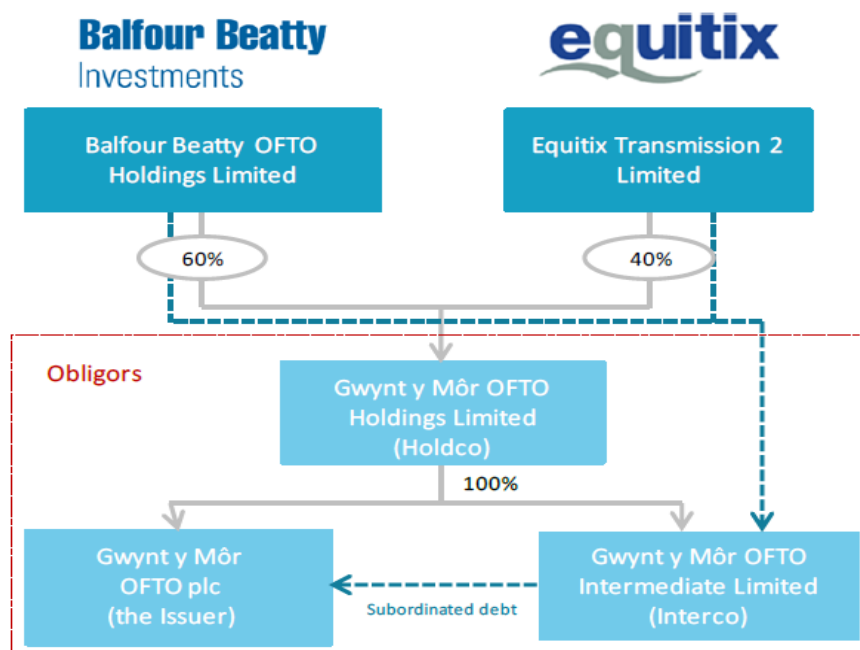 Balfour Beatty
Investments
equitix
Balfour Beatty OFTO
Holdings Limited
Equitix Transmission 2
Limited
60%
40%
Obligors
Gwynt y Môr OFTO
Holdings Limited
(Holdco)
100%
Gwynt y Môr
OFTO plc
(the Issuer)
Subordinated debt
Gwynt y Môr OFTO
Intermediate Limited
(Interco)